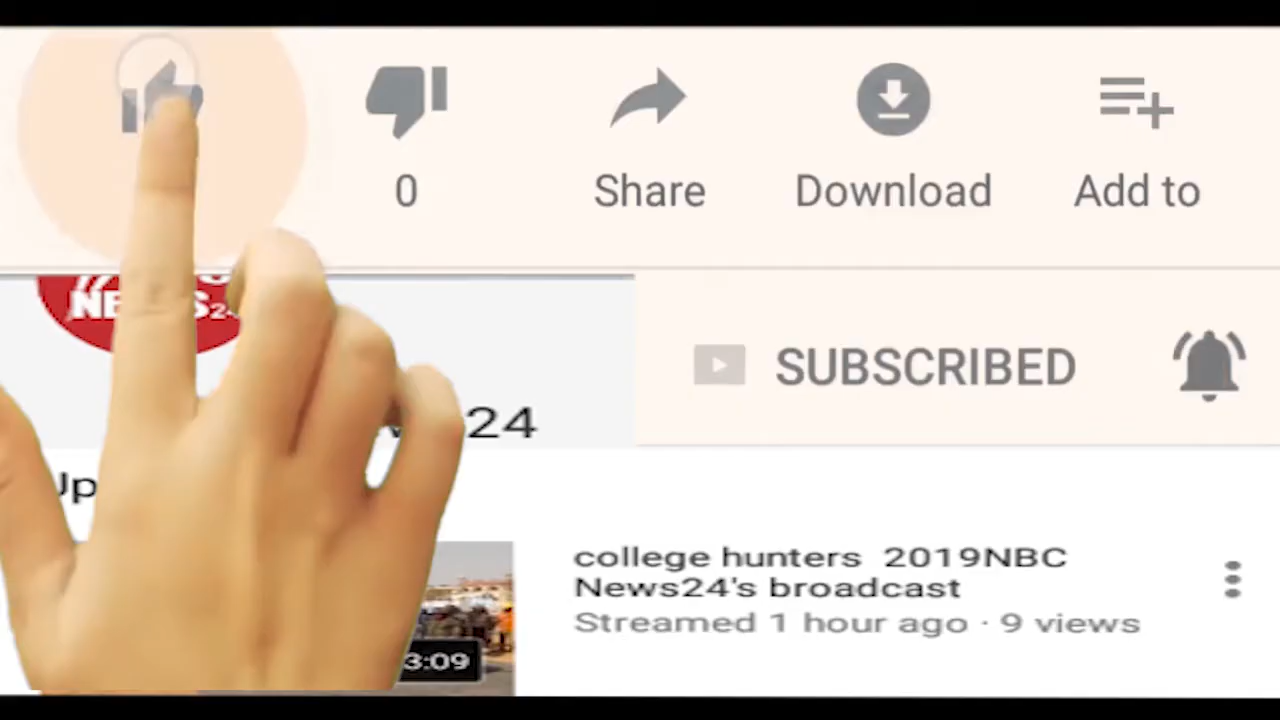 0
Share
Download
Add to
SUBSCRIBED
24
Up
college hunters 2019NBC
News24's broadcast
Streamed 1 hour ago · 9 views
3:09